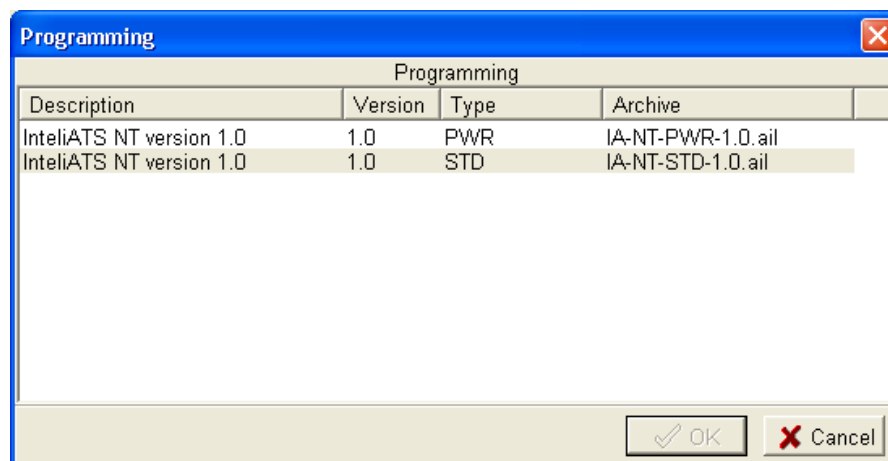 Programming
Programming
Description Version Type Archive
InteliATS NT version 1.0 1.0 PWR IA-NT-PWR-1.0.ail
InteliATS NT version 1.0 1.0 STD IA-NT-STD-1.0.ail
OK Cancel